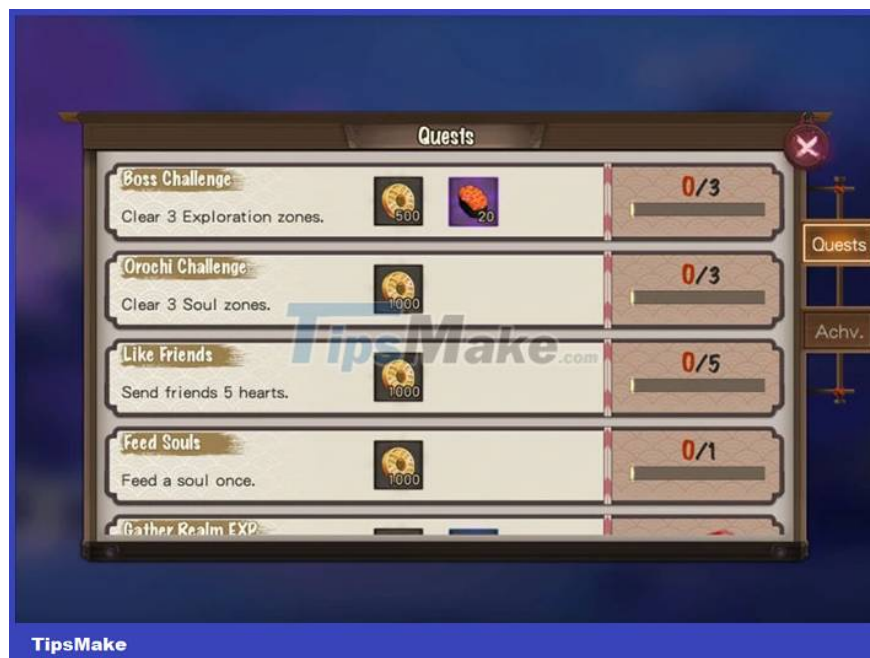 Quests
Boss Challenge
Clear 3 Exploration zones.
500
20
0/3
Orochi Challenge
Clear 3 Soul zones.
1000
0/3
Like Friends
Send friends 5 hearts.
1000
0/5
Feed Souls
Feed a soul once.
1000
0/1
Gather Realm EXP
Quests
Achv.
TipsMake.com
TipsMake